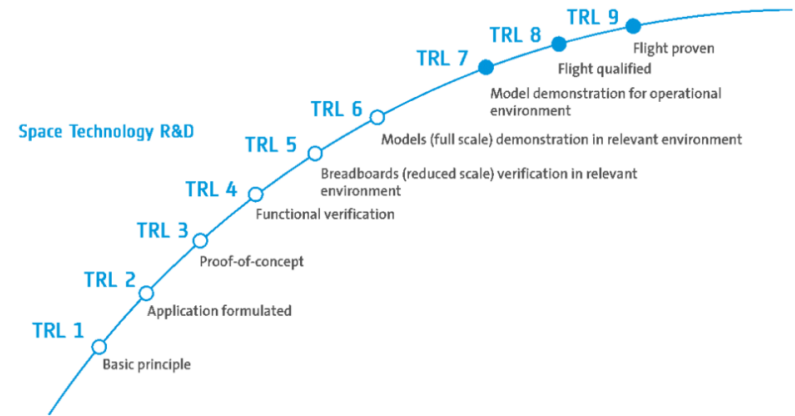 TRL 9
Flight proven
TRL 8
Flight qualified
TRL 7
Model demonstration for operational
environment
TRL 6
Models (full scale) demonstration in relevant environment
Space Technology R&D
TRL 5
Breadboards (reduced scale) verification in relevant
environment
TRL 4
Functional verification
TRL 3
Proof-of-concept
TRL 2
Application formulated
TRL 1
Basic principle